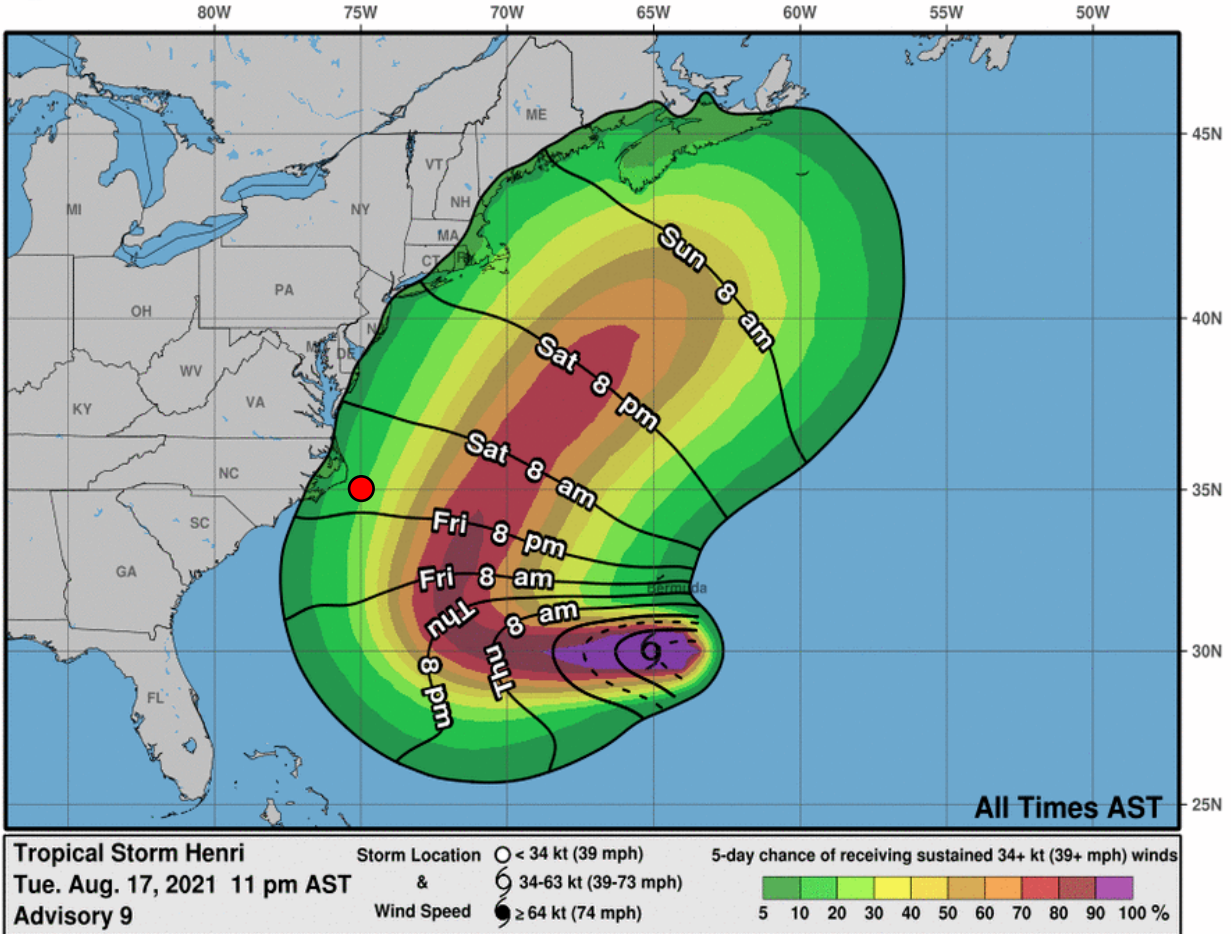 80W 75W 70W 65W 60W 55W 50W
ME
45N
VT
MI NY NH
MA
CT RI
PA
OH
40N
DE
WV
KY VA
Sun 8 am
Sat 8 pm
Sat 8 am
NC
35N
SC
Fri 8 pm
GA
Fri 8 am
Bermuda
Thu 8 am
Thu 8 pm
30N
FL
All Times AST
25N
Tropical Storm Henri
Tue. Aug. 17, 2021 11 pm AST
Advisory 9
Storm Location
&
Wind Speed
< 34 kt (39 mph)
34-63 kt (39-73 mph)
≥ 64 kt (74 mph)
5-day chance of receiving sustained 34+ kt (39+ mph) winds
5 10 20 30 40 50 60 70 80 90 100 %